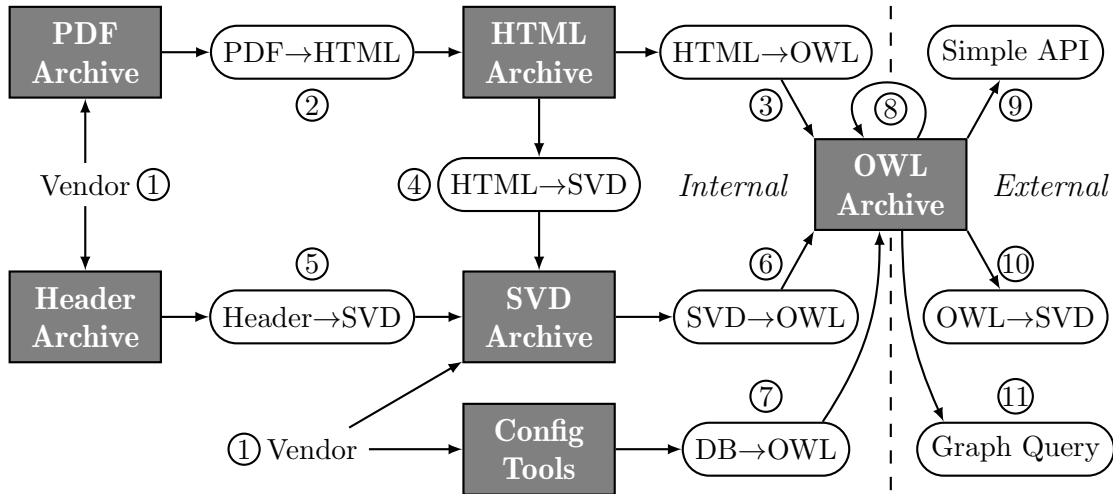 PDF
Archive
PDF→HTML
②
HTML
Archive
HTML→OWL
③
⑧
Simple API
⑨
Vendor ①
④ HTML→SVD
Internal
OWL
Archive
External
Header
Archive
⑤
Header→SVD
SVD
Archive
⑥
SVD→OWL
⑩
OWL→SVD
① Vendor
Config
Tools
⑦
DB→OWL
⑪
Graph Query